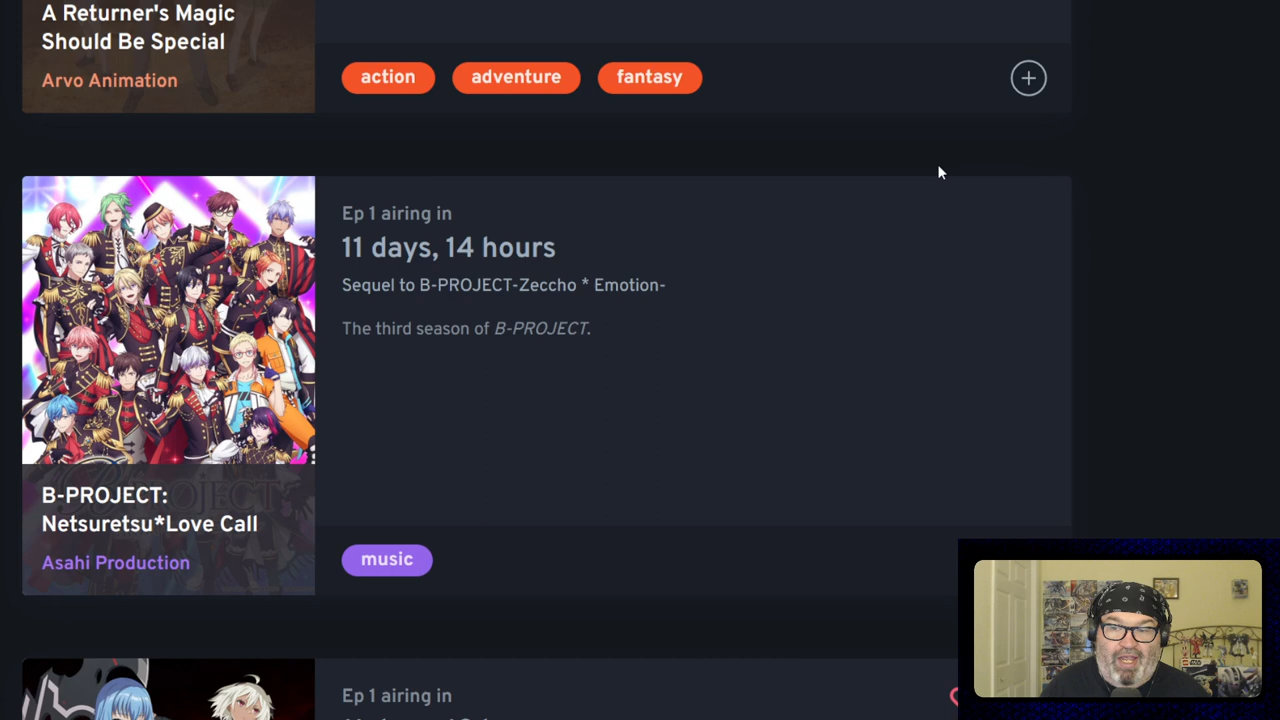 A Returner's Magic
Should Be Special
Arvo Animation
action adventure fantasy
Ep 1 airing in
11 days, 14 hours
Sequel to B-PROJECT-Zeccho * Emotion-
The third season of B-PROJECT.
B-PROJECT:
Netsuretsu*Love Call
Asahi Production
music
Ep 1 airing in